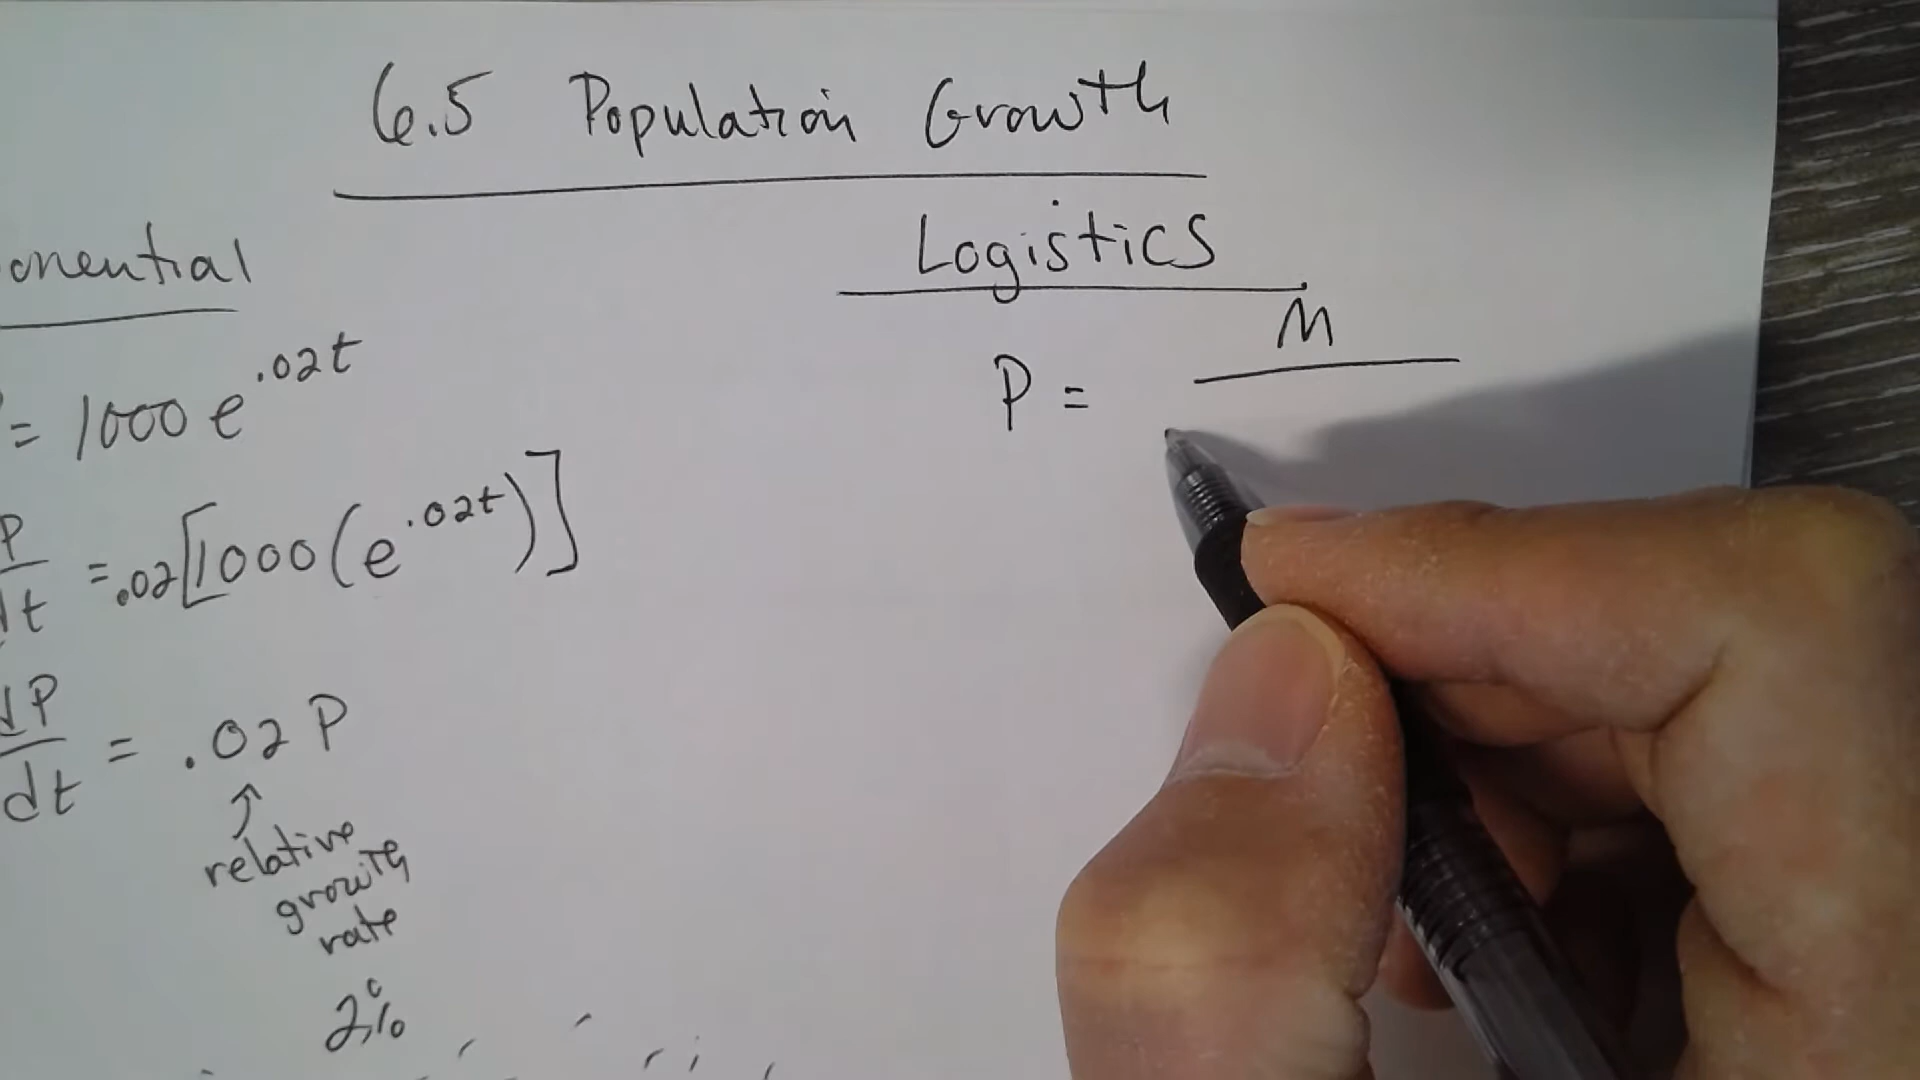 6.5 Population Growth
onential
= 1000 e^.02t
P/dt = .02[1000(e^.02t)]
dP/dt = .02 P
↑
relative
growth
rate
2%
Logistics
P = M